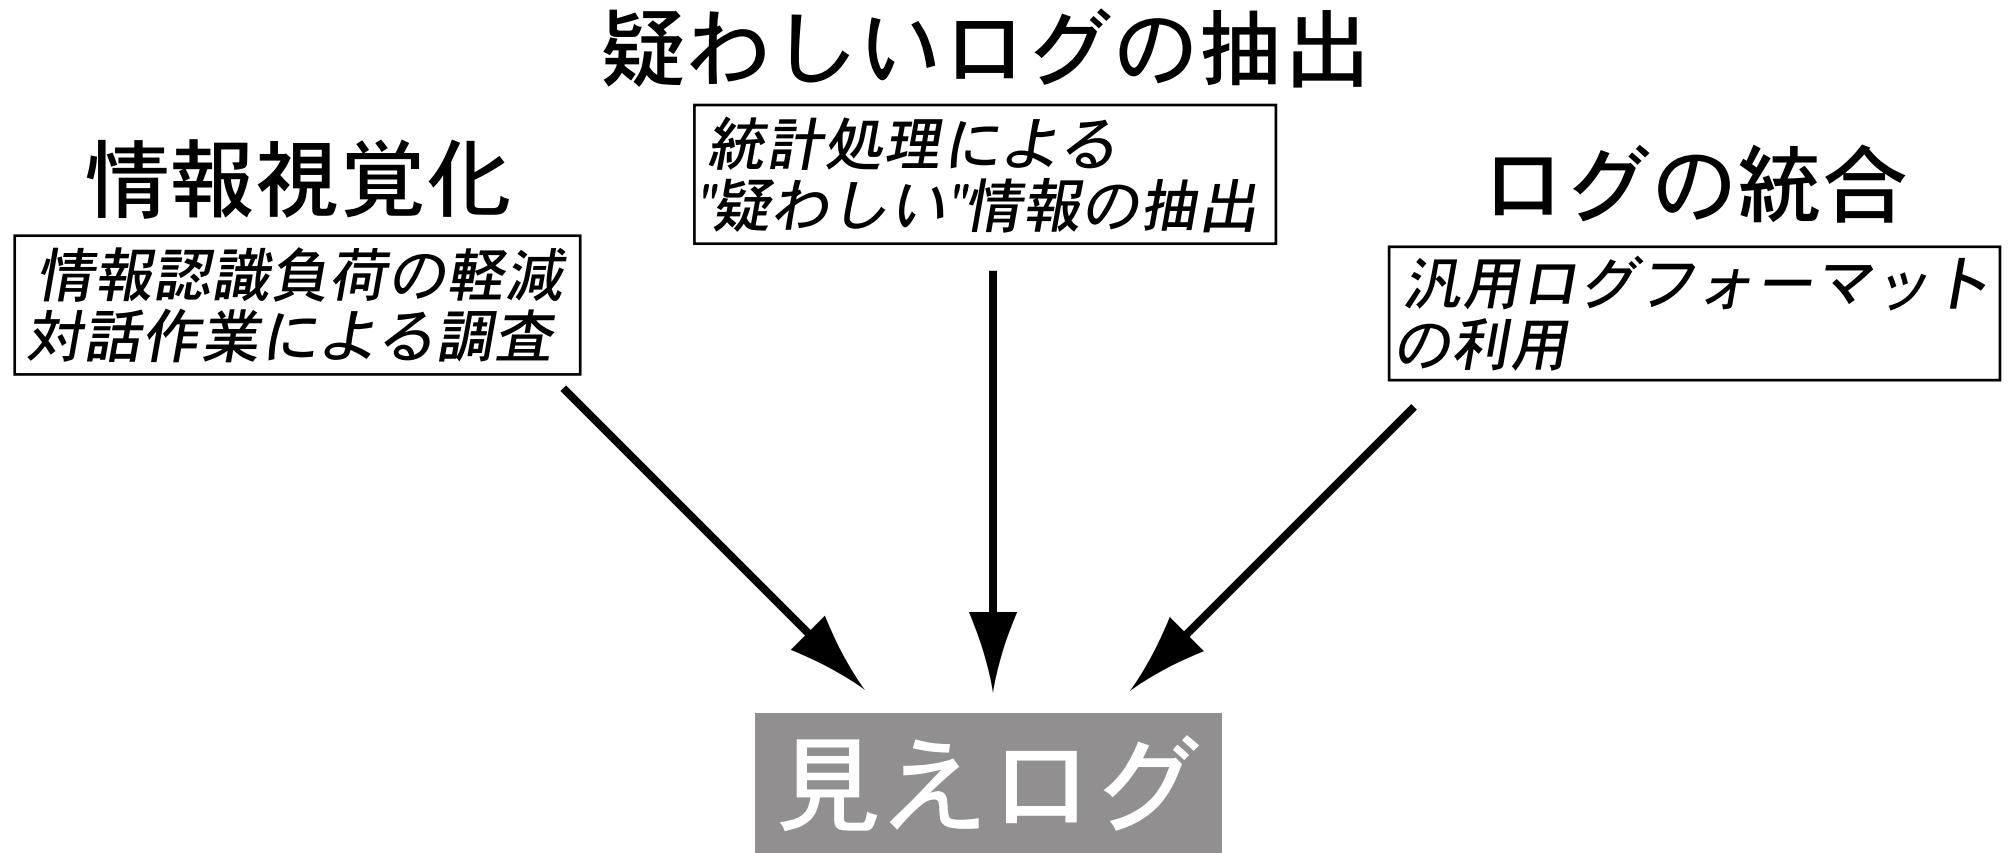 疑わしいログの抽出
統計処理による
"疑わしい"情報の抽出
情報視覚化
情報認識負荷の軽減
対話作業による調査
ログの統合
汎用ログフォーマット
の利用
見えログ